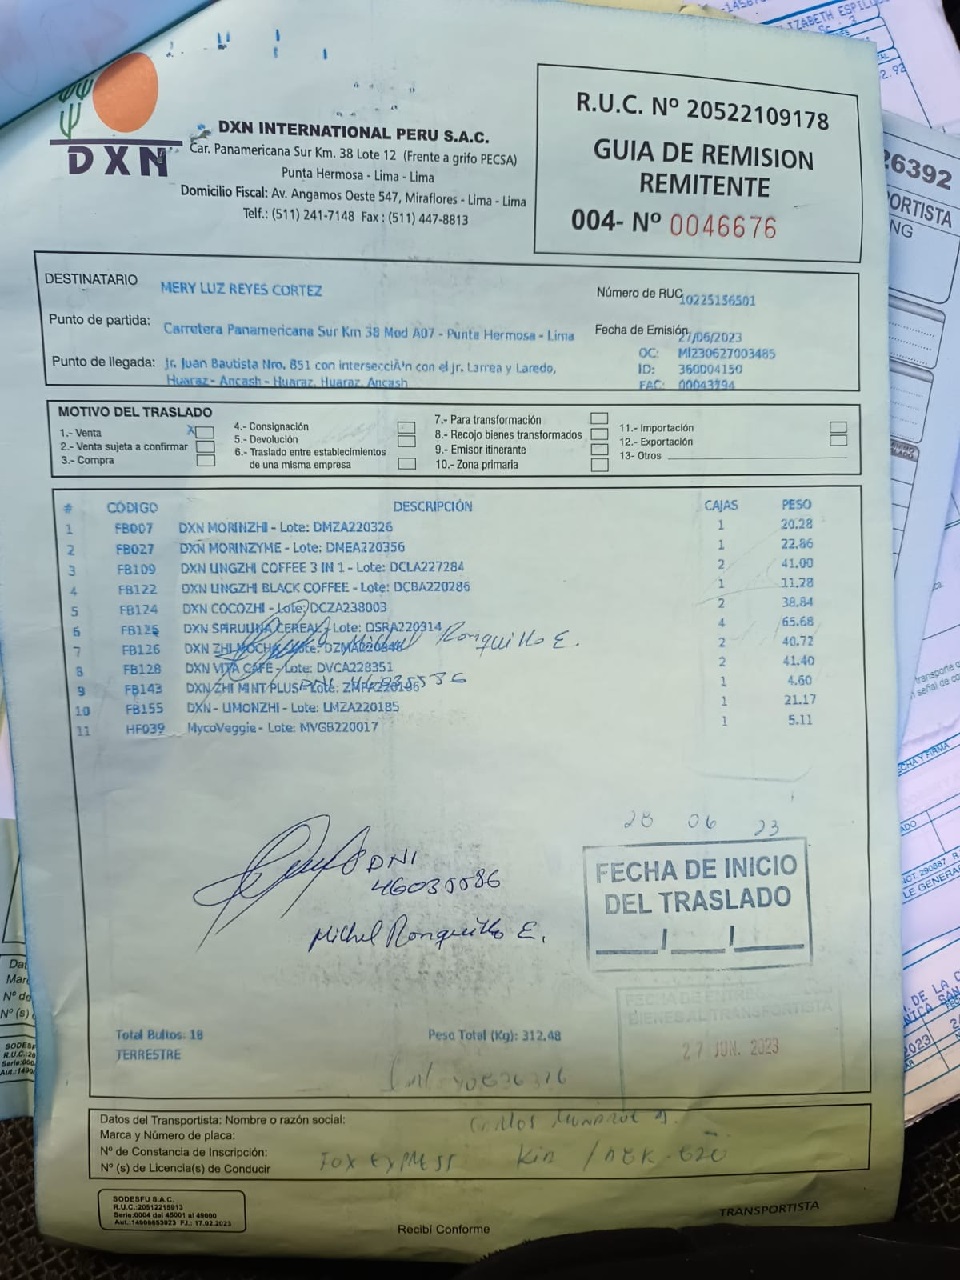 DXN
DXN INTERNATIONAL PERU S.A.C.
Car. Panamericana Sur Km. 38 Lote 12 (Frente a grifo PECSA)
Punta Hermosa - Lima - Lima
Domicilio Fiscal: Av. Angamos Oeste 547, Miraflores - Lima - Lima
Telf.: (511) 241-7148 Fax : (511) 447-8813
R.U.C. Nº 20522109178
GUIA DE REMISION
REMITENTE
004- Nº 0046676
DESTINATARIO MERY LUZ REYES CORTEZ
Número de RUC 10225156501
Punto de partida: Carretera Panamericana Sur Km 38 Mod A07 - Punta Hermosa - Lima
Fecha de Emisión 27/06/2023
Punto de llegada: Jr. Juan Bautista Nro. 851 con intersecciÃ³n con el jr. Larrea y Laredo,
Huaraz - Ancash - Huaraz, Huaraz, Ancash
OC: MI230627003485
ID: 360004150
FAC: 00043794
MOTIVO DEL TRASLADO
1.- Venta X
2.- Venta sujeta a confirmar
3.- Compra
4.- Consignación
5.- Devolución
6.- Traslado entre establecimientos
de una misma empresa
7.- Para transformación
8.- Recojo bienes transformados
9.- Emisor itinerante
10.- Zona primaria
11.- Importación
12.- Exportación
13- Otros
# CÓDIGO DESCRIPCIÓN CAJAS PESO
1 FB007 DXN MORINZHI - Lote: DMZA220326 1 20.28
2 FB027 DXN MORINZYME - Lote: DMEA220356 1 22.86
3 FB109 DXN LINGZHI COFFEE 3 IN 1 - Lote: DCLA227284 2 41.00
4 FB122 DXN LINGZHI BLACK COFFEE - Lote: DCBA220286 1 11.28
5 FB124 DXN COCOZHI - Lote: DCZA238003 2 38.84
6 FB125 DXN SPIRULINA CEREAL - Lote: DSRA220914 4 65.68
7 FB126 DXN ZHI MOCHA 2 40.72
8 FB128 DXN VITA CAFE - Lote: DVCA228351 2 41.40
9 FB143 DXN ZHI MINT PLUS - Lote: 1 4.60
10 FB155 DXN - LIMONZHI - Lote: LMZA220185 1 21.17
11 HF039 MycoVeggie - Lote: MVGB220017 1 5.11
Michel Ronquillo E.
DNI
Michel Ronquillo E.
28 06 23
FECHA DE INICIO
DEL TRASLADO
FECHA DE ENTREGA
BIENES AL TRANSPORTISTA
27 JUN. 2023
Total Bultos: 18
Peso Total (Kg): 312.48
TERRESTRE
Datos del Transportista: Nombre o razón social:
Marca y Número de placa:
Nº de Constancia de Inscripción:
Nº (s) de Licencia(s) de Conducir
FOX EXPRESS
SODESFU S.A.C.
Recibí Conforme
TRANSPORTISTA
26392